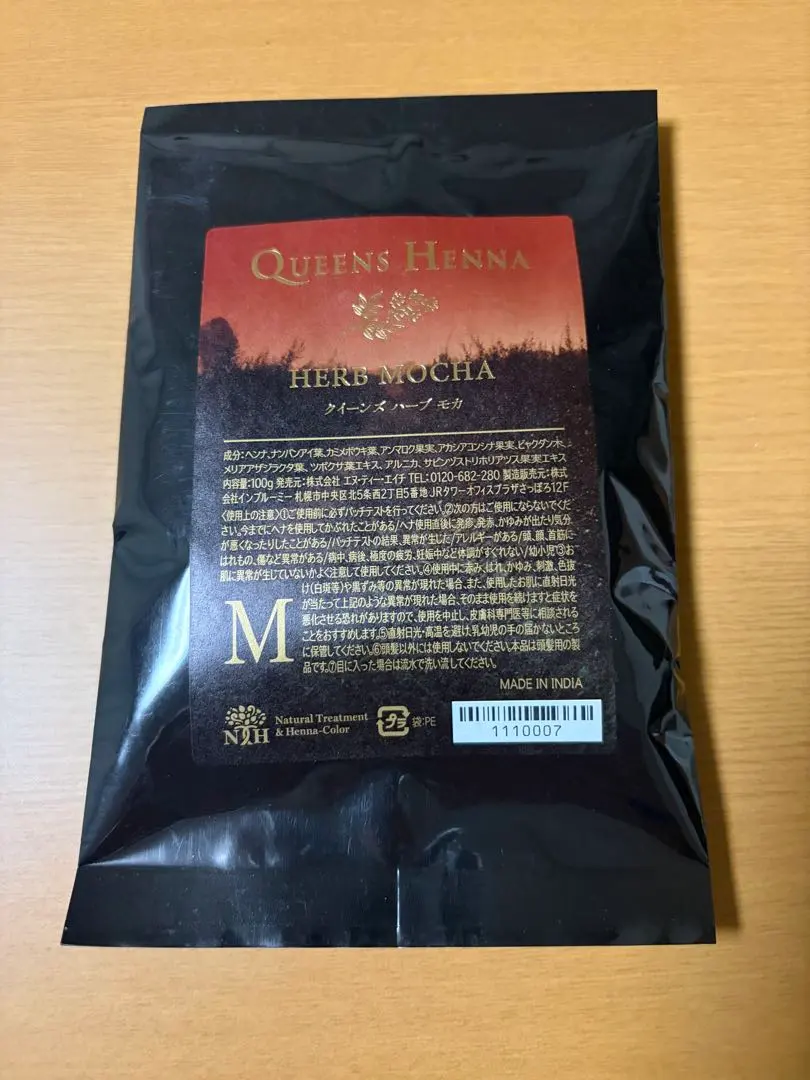 QUEENS HENNA
HERB MOCHA
クイーンズ ハーブ モカ
成分:ヘンナ、ナンバンアイ葉、カミメボウキ葉、アンマロク果実、アカシアコンシナ果実、ビャクダン木、
メリアアザジラクタ葉、ツボクサ葉エキス、アルニカ、サピンヅストリホリアツス果実エキス
内容量:100g 発売元:株式会社 エヌ・ティー・エイチ TEL:0120-682-280 製造販売元:株式
会社インブルーミー 札幌市中央区北5条西2丁目5番地 JRタワーオフィスプラザさっぽろ12F
〈使用上の注意〉①ご使用前に必ずパッチテストを行ってください。②次の方はご使用にならないでくだ
さい。今までにヘナを使用してかぶれたことがある/ヘナ使用直後に発疹、発赤、かゆみが出たり気分
が悪くなったりしたことがある/パッチテストの結果、異常が生じた/アレルギーがある/頭、顔、首筋に
はれもの、傷など異常がある/病中、病後、極度の疲労、妊娠中など体調がすぐれない/幼小児③お
肌に異常が生じていないかよく注意して使用してください。④使用中に赤み、はれ、かゆみ、刺激、色抜
け(白斑等)や黒ずみ等の異常が現れた場合、また、使用したお肌に直射日光
が当たって上記のような異常が現れた場合、そのまま使用を続けますと症状を
悪化させる恐れがありますので、使用を中止し、皮膚科専門医等に相談される
ことをおすすめします。⑤直射日光・高温を避け、乳幼児の手の届かないところ
に保管してください。⑥頭髪以外には使用しないでください。本品は頭髪用の製
品です。⑦目に入った場合は流水で洗い流してください。
M
MADE IN INDIA
NTH
Natural Treatment
& Henna-Color
プラ
袋:PE
1110007